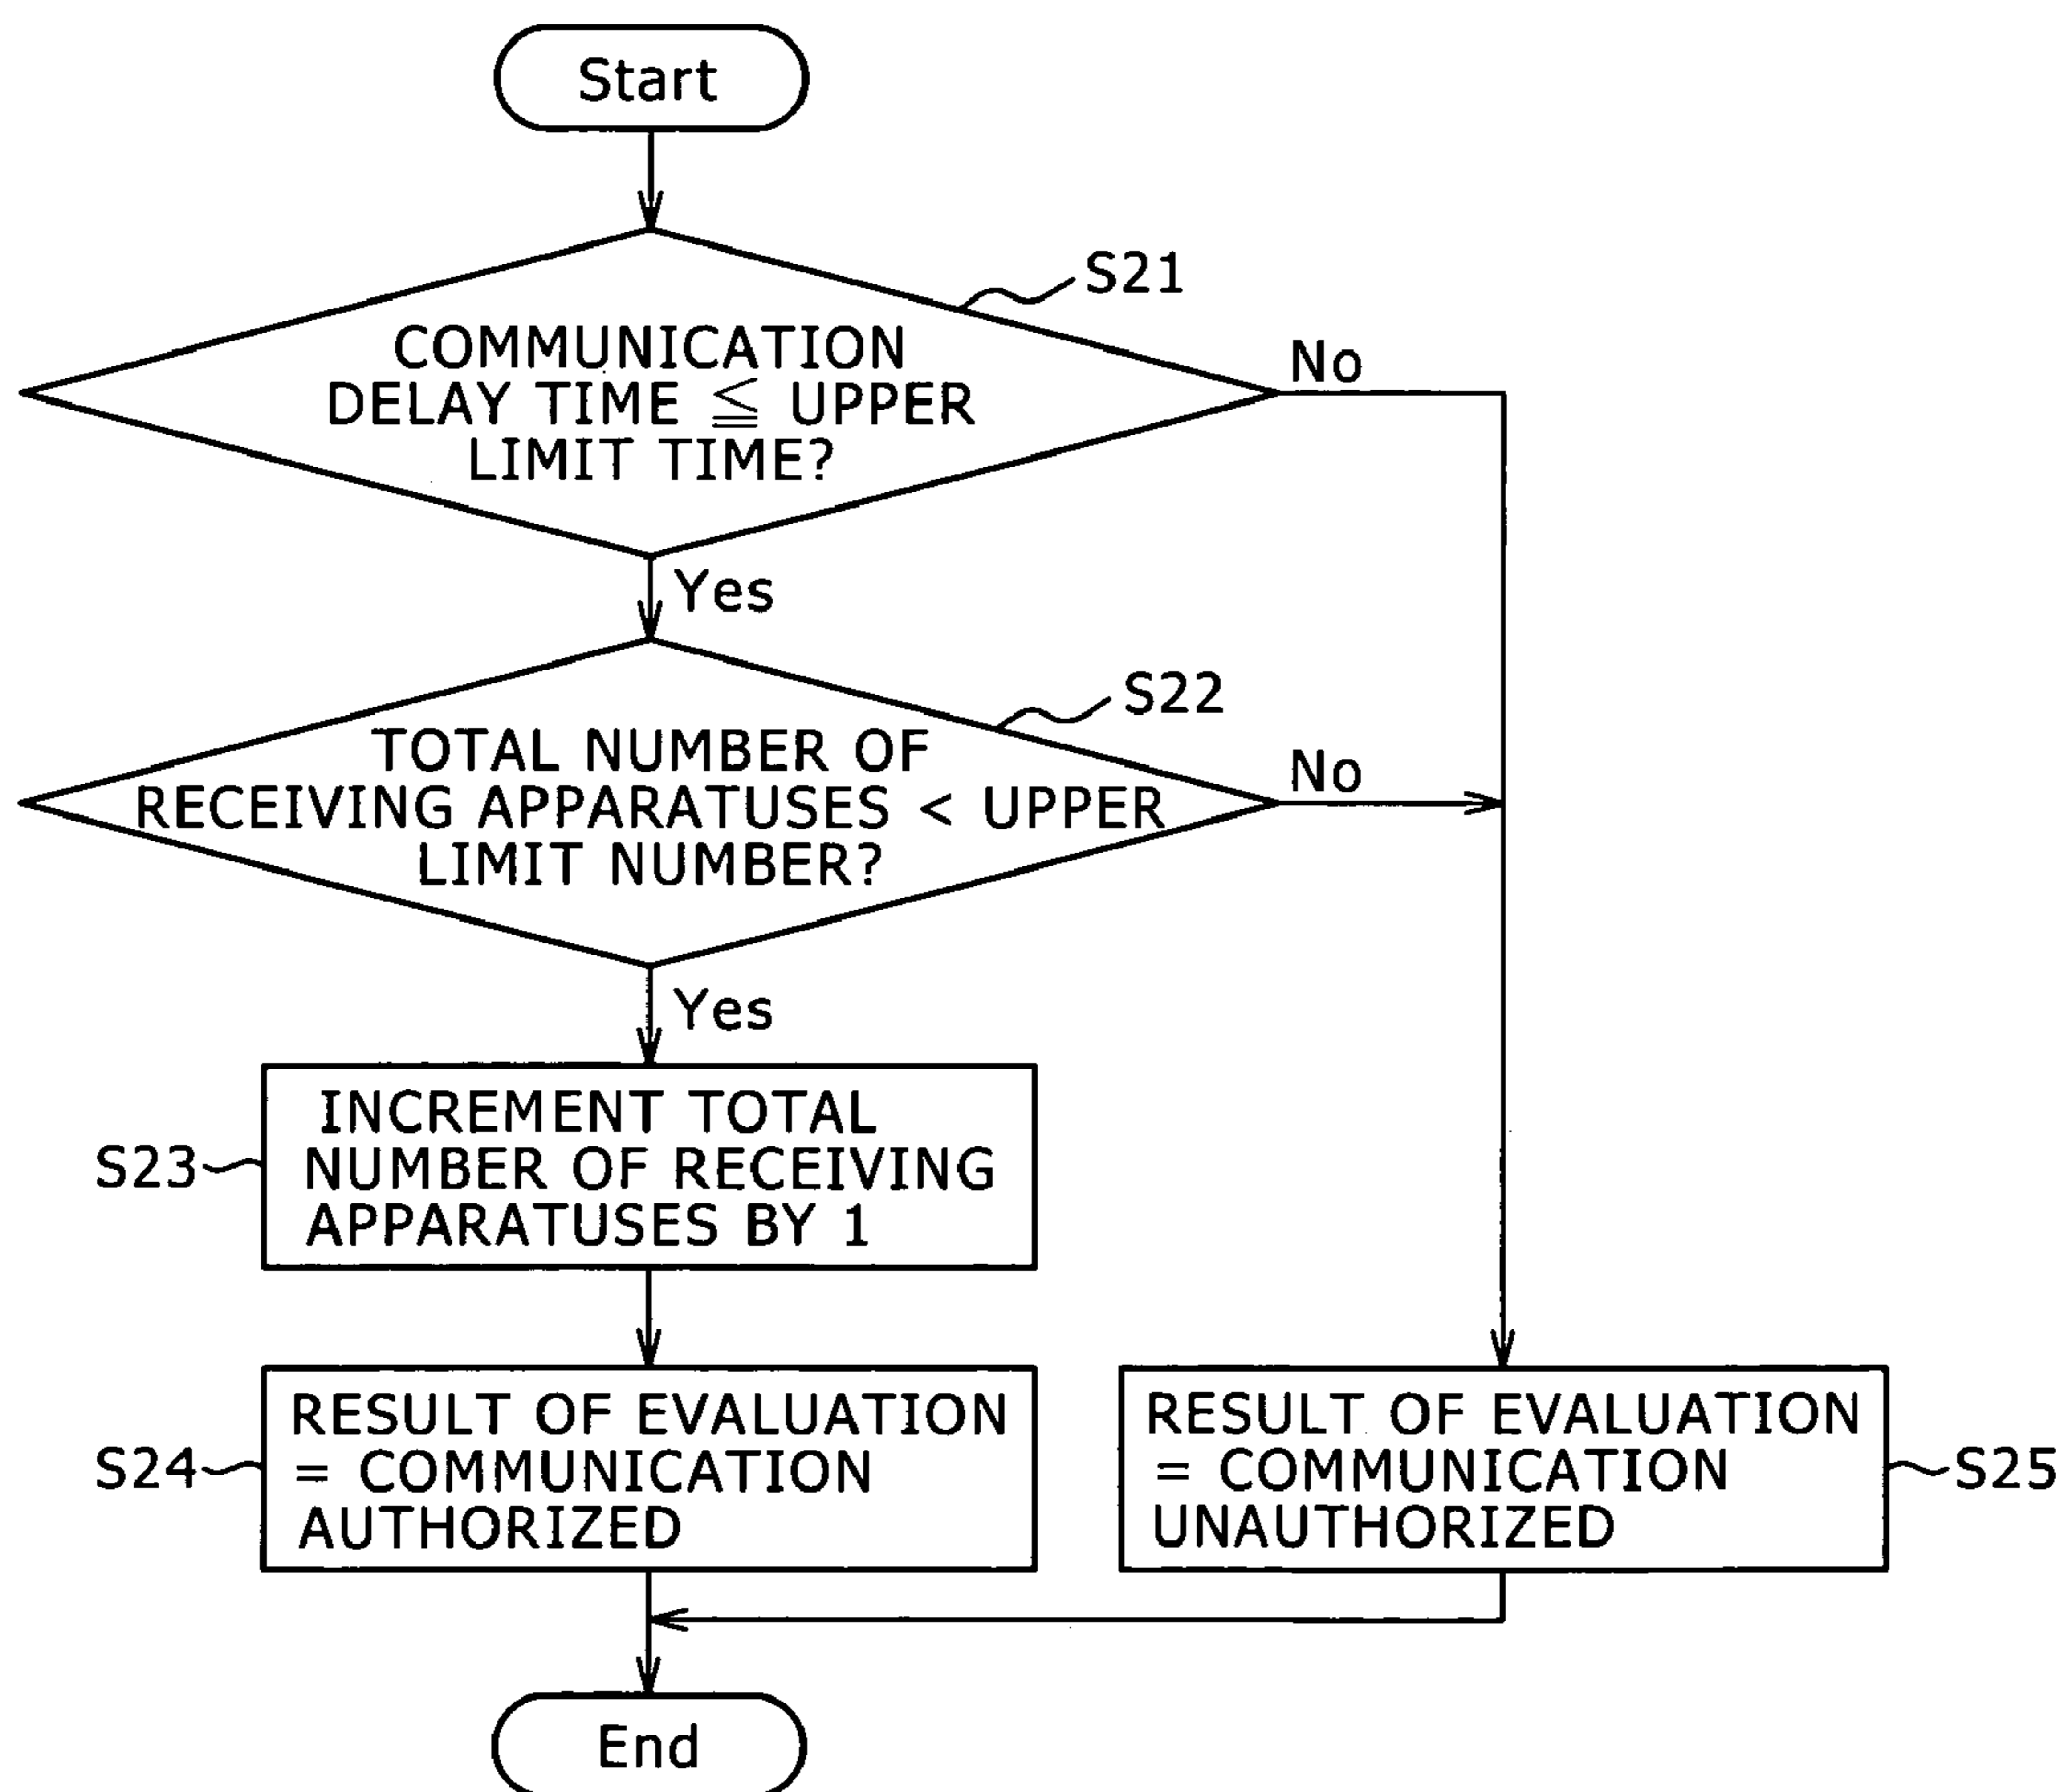 Start
S21
COMMUNICATION
DELAY TIME ≦ UPPER
LIMIT TIME?
No
Yes
S22
TOTAL NUMBER OF
RECEIVING APPARATUSES < UPPER
LIMIT NUMBER?
No
Yes
S23
INCREMENT TOTAL
NUMBER OF RECEIVING
APPARATUSES BY 1
S24
RESULT OF EVALUATION
= COMMUNICATION
AUTHORIZED
RESULT OF EVALUATION
= COMMUNICATION
UNAUTHORIZED
S25
End